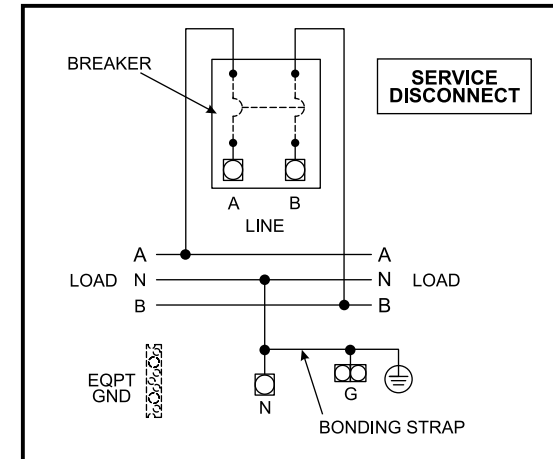 BREAKER
SERVICE
DISCONNECT
A B
LINE
A A
LOAD N N LOAD
B B
EQPT
GND
N
G
BONDING STRAP